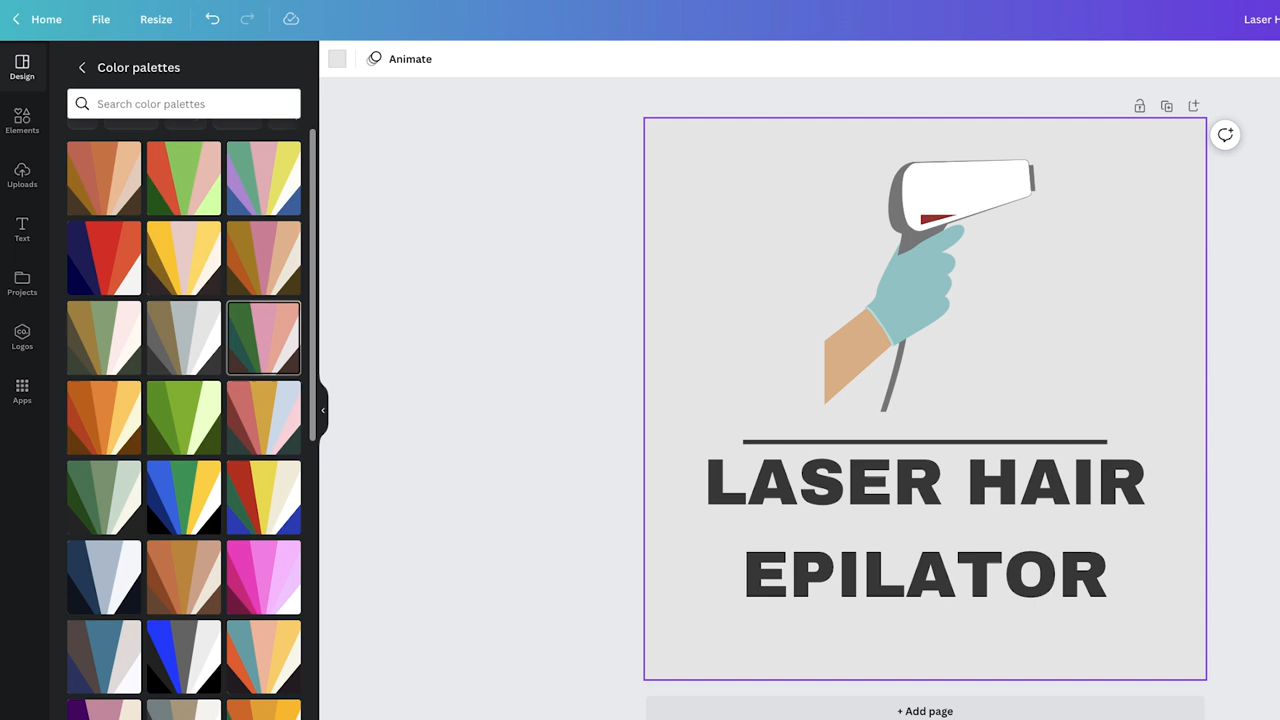 Home
File
Resize
Laser H
Design
Elements
Uploads
Text
Projects
CO.
Logos
Apps
Color palettes
Search color palettes
Animate
LASER HAIR
EPILATOR
+ Add page